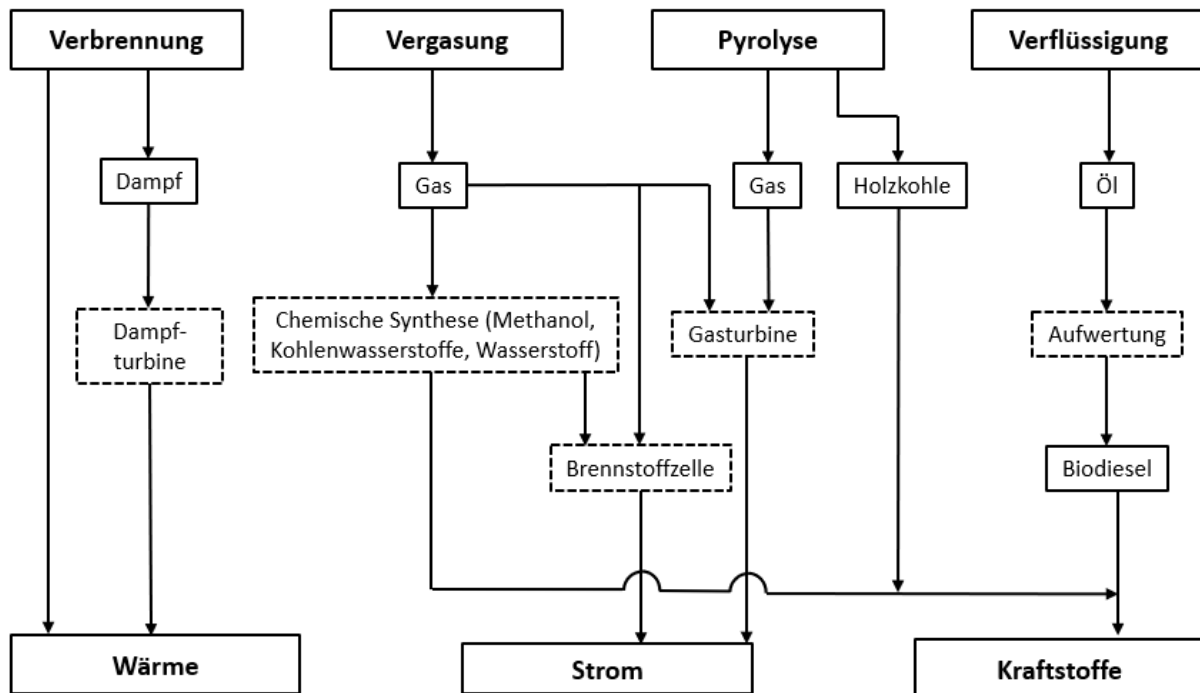 Verbrennung
Vergasung
Pyrolyse
Verflüssigung
Dampf
Gas
Gas
Holzkohle
Öl
Dampf-
turbine
Chemische Synthese (Methanol,
Kohlenwasserstoffe, Wasserstoff)
Gasturbine
Aufwertung
Brennstoffzelle
Biodiesel
Wärme
Strom
Kraftstoffe